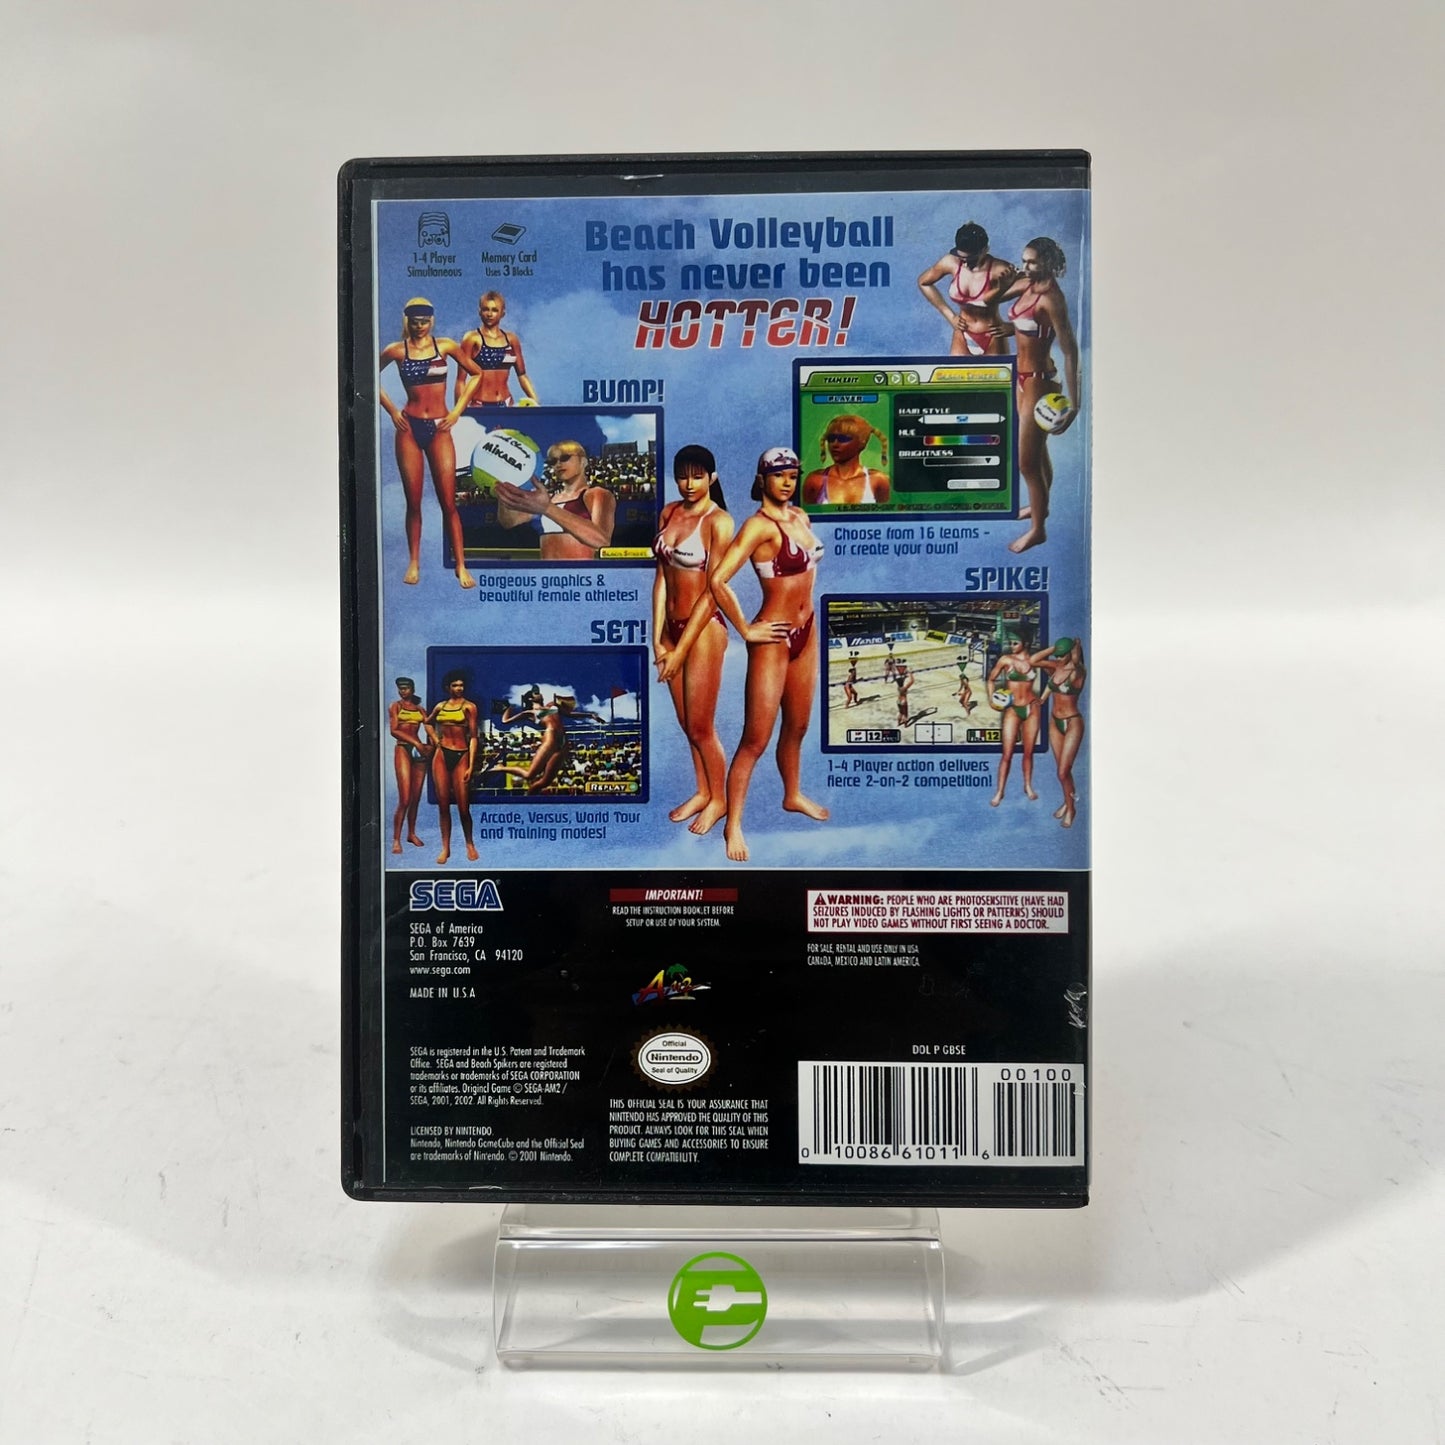 1-4 Player
Simultaneous
Memory Card
Uses 3 Blocks
Beach Volleyball
has never been
HOTTER!
BUMP!
MIKASA
Gorgeous graphics &
beautiful female athletes!
TEAM EDIT
PLAYER
HAIR STYLE
HUE
BRIGHTNESS
Choose from 16 teams -
or create your own!
SPIKE!
SET!
REPLAY
Arcade, Versus, World Tour
and Training modes!
1P
3P
4P
12
12
1-4 Player action delivers
fierce 2-on-2 competition!
SEGA
SEGA of America
P.O. Box 7639
San Francisco, CA 94120
www.sega.com
MADE IN U.S.A
IMPORTANT!
READ THE INSTRUCTION BOOKLET BEFORE
SETUP OR USE OF YOUR SYSTEM.
WARNING: PEOPLE WHO ARE PHOTOSENSITIVE (HAVE HAD
SEIZURES INDUCED BY FLASHING LIGHTS OR PATTERNS) SHOULD
NOT PLAY VIDEO GAMES WITHOUT FIRST SEEING A DOCTOR.
FOR SALE, RENTAL AND USE ONLY IN USA
CANADA, MEXICO AND LATIN AMERICA.
AM2
SEGA is registered in the U.S. Patent and Trademark
Office. SEGA and Beach Spikers are registered
trademarks or trademarks of SEGA CORPORATION
or its affiliates. Original Game © SEGA-AM2 /
SEGA, 2001, 2002. All Rights Reserved.
LICENSED BY NINTENDO.
Nintendo, Nintendo GameCube and the Official Seal
are trademarks of Nintendo. © 2001 Nintendo.
Official
Nintendo
Seal of Quality
THIS OFFICIAL SEAL IS YOUR ASSURANCE THAT
NINTENDO HAS APPROVED THE QUALITY OF THIS
PRODUCT. ALWAYS LOOK FOR THIS SEAL WHEN
BUYING GAMES AND ACCESSORIES TO ENSURE
COMPLETE COMPATIBILITY.
DOL P GBSE
00100
0 10086 61011 6